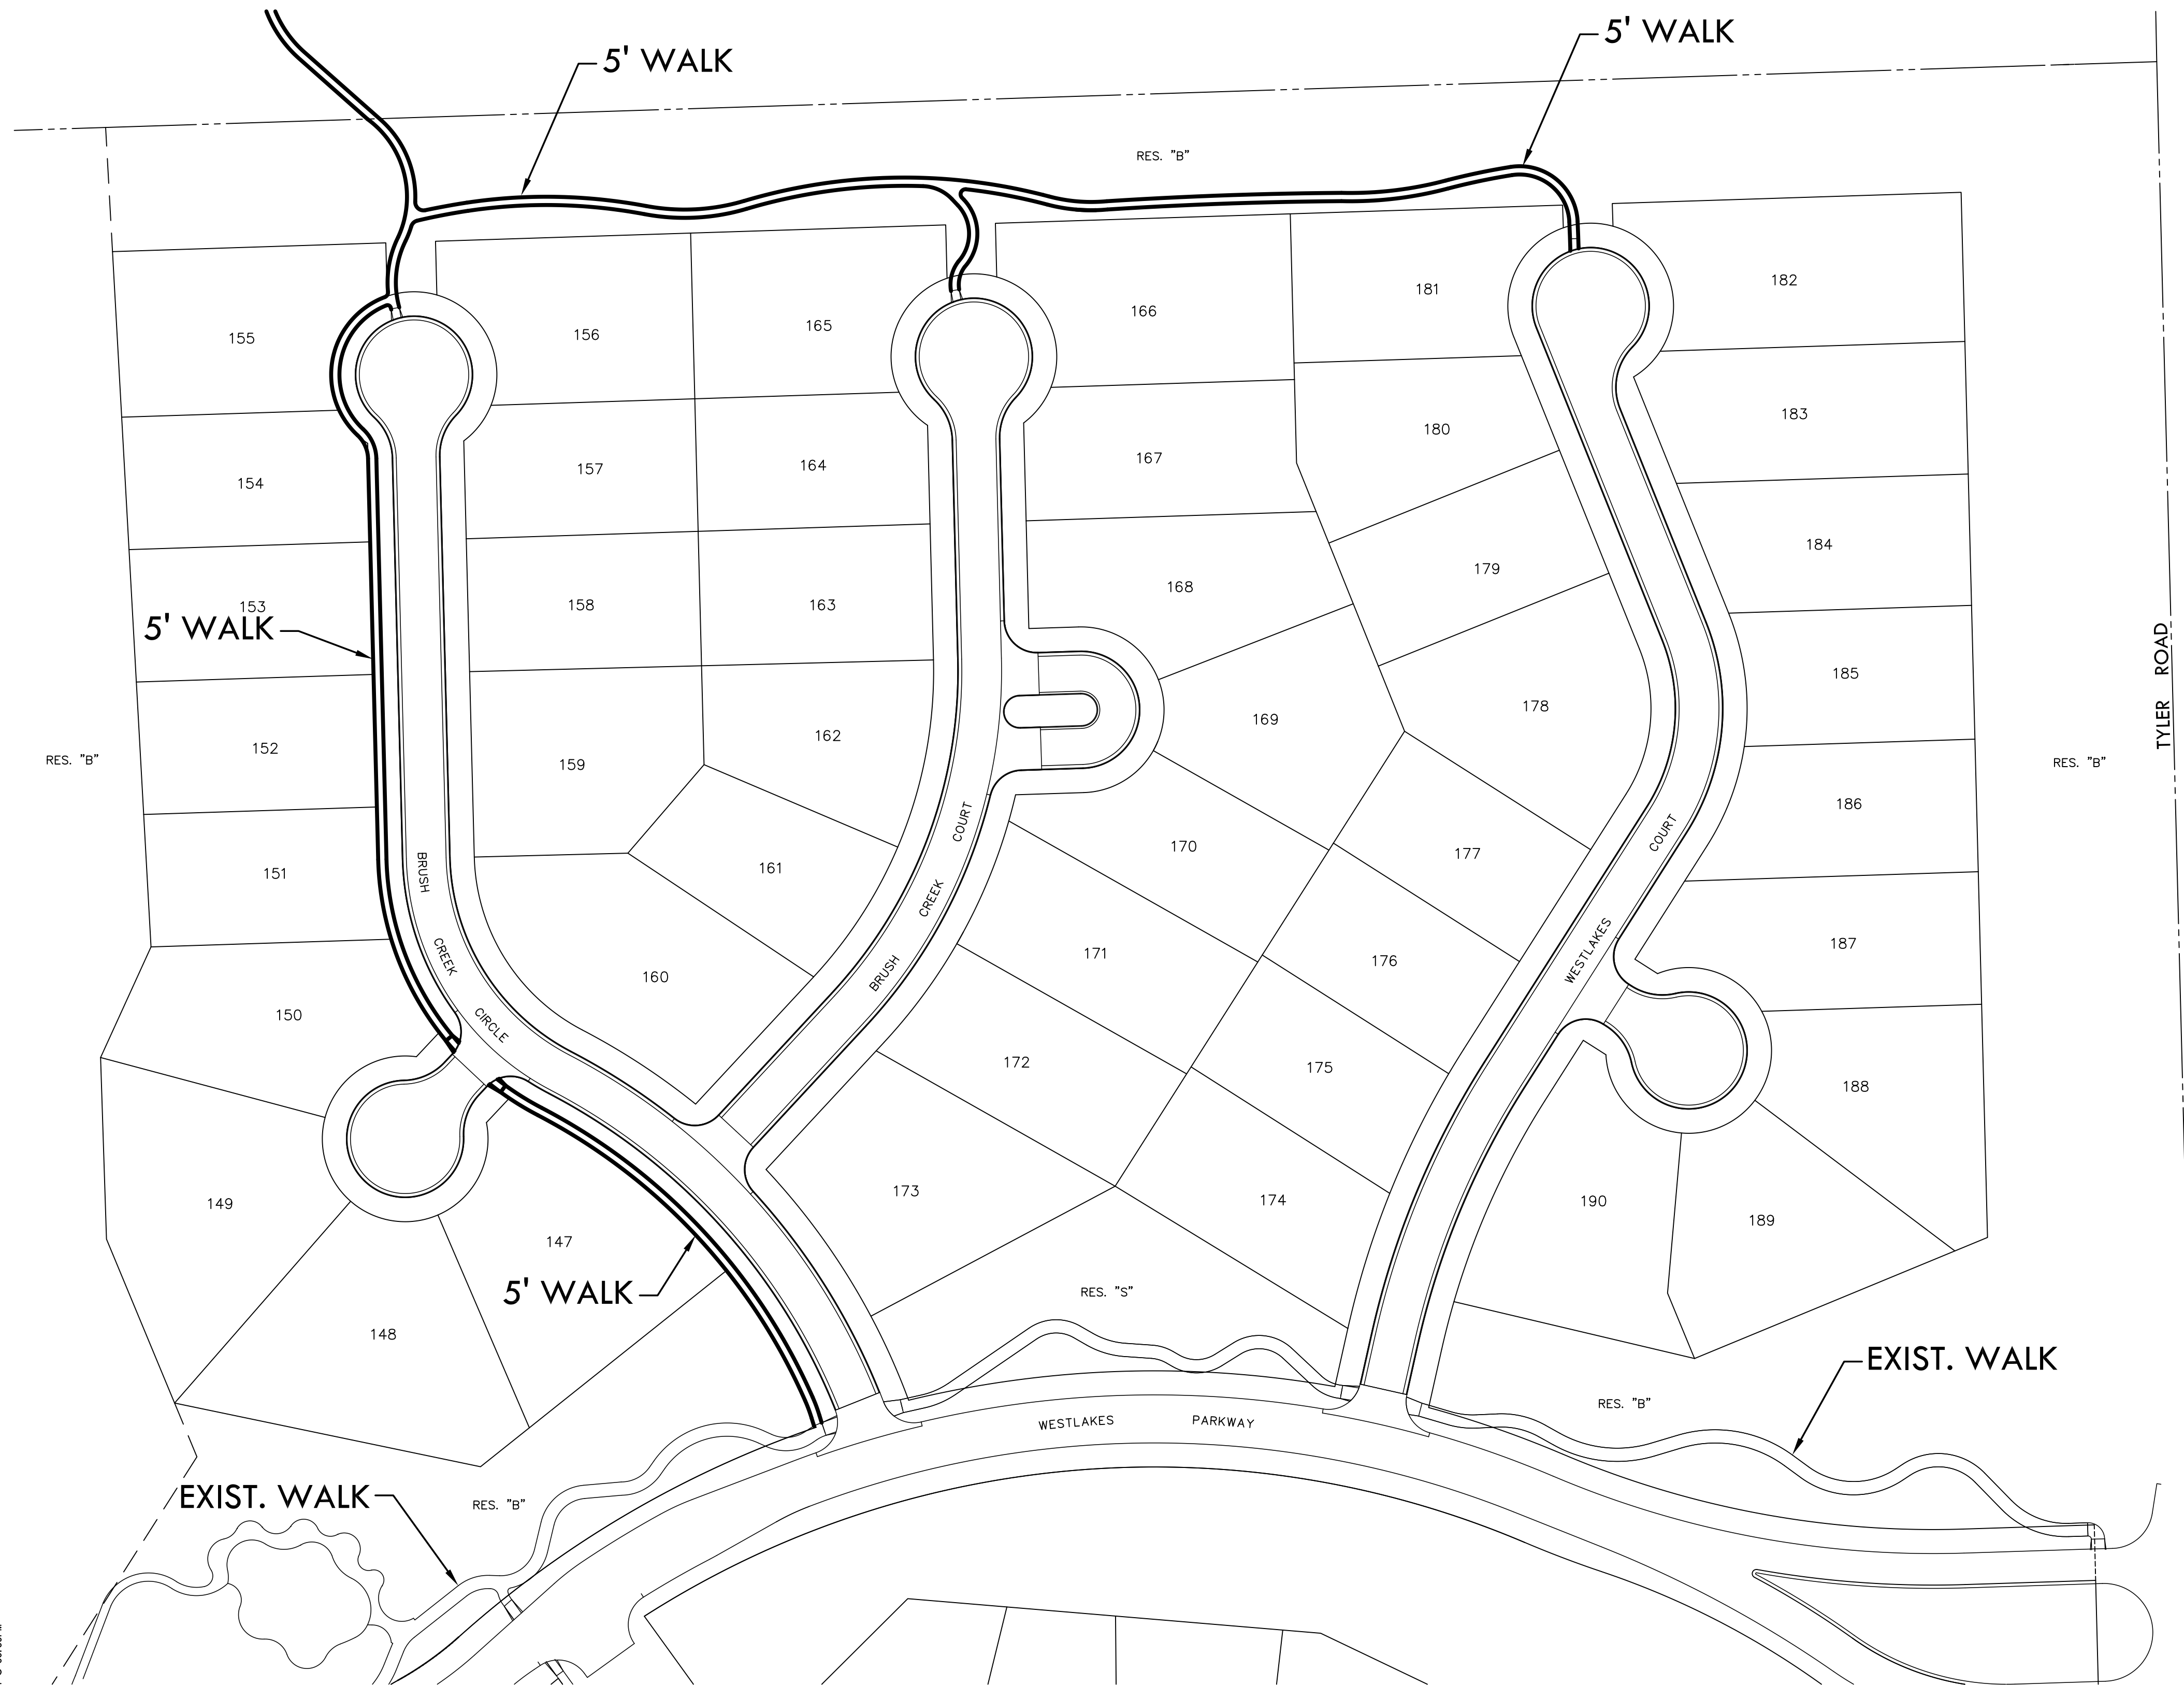 5' WALK
5' WALK
RES. "B"
182
181
166
165
156
155
183
180
167
164
157
154
184
179
168
163
158
153
5' WALK
TYLER ROAD
185
178
169
162
159
152
RES. "B"
RES. "B"
186
177
170
161
151
BRUSH CREEK CIRCLE
BRUSH CREEK COURT
WESTLAKES COURT
187
176
171
160
150
188
175
172
149
173
174
190
189
147
148
5' WALK
RES. "S"
EXIST. WALK
RES. "B"
WESTLAKES PARKWAY
EXIST. WALK
RES. "B"